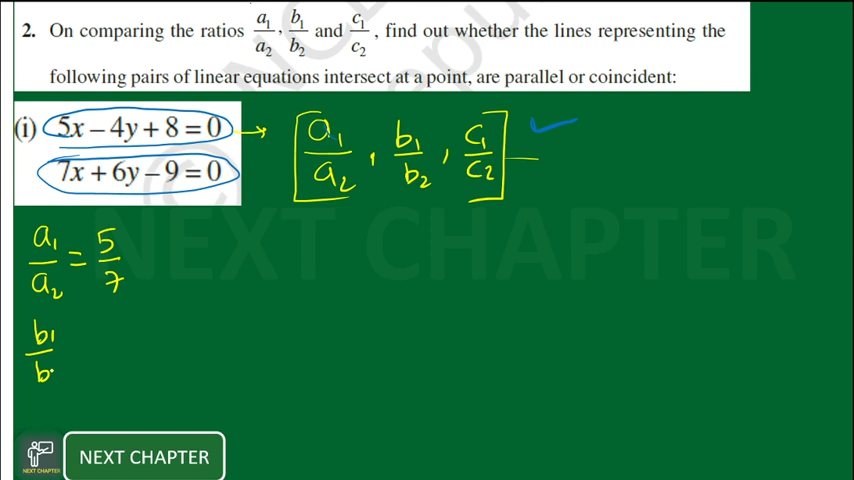 2. On comparing the ratios a₁/a₂, b₁/b₂ and c₁/c₂, find out whether the lines representing the
following pairs of linear equations intersect at a point, are parallel or coincident:
(i) 5x – 4y + 8 = 0 → [a₁/a₂, b₁/b₂, c₁/c₂]
7x + 6y – 9 = 0
NEXT CHAPTER
a₁/a₂ = 5/7
b₁/b
NEXT CHAPTER
NEXT CHAPTER